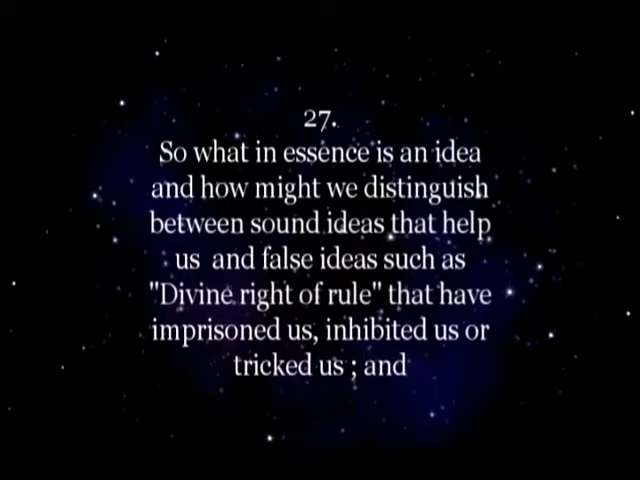 27.
So what in essence is an idea
and how might we distinguish
between sound ideas that help
us  and false ideas such as
"Divine right of rule" that have
imprisoned us, inhibited us or
tricked us ; and